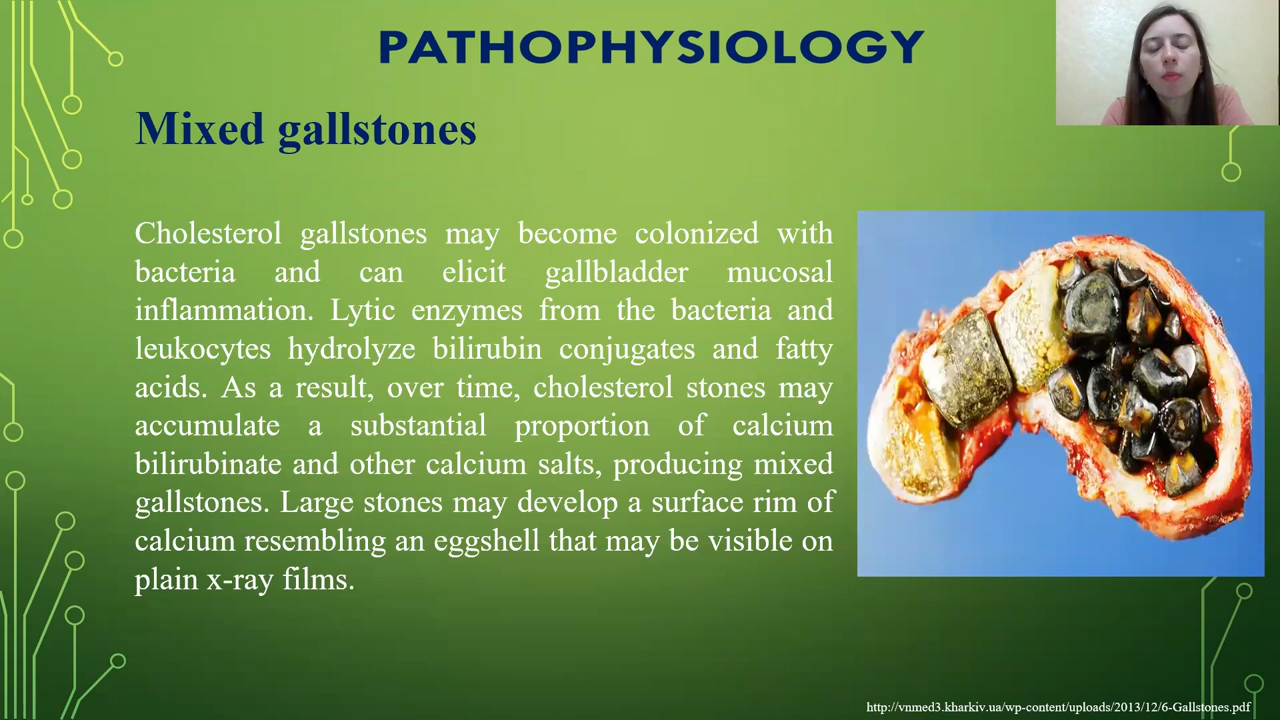 PATHOPHYSIOLOGY
Mixed gallstones
Cholesterol gallstones may become colonized with
bacteria and can elicit gallbladder mucosal
inflammation. Lytic enzymes from the bacteria and
leukocytes hydrolyze bilirubin conjugates and fatty
acids. As a result, over time, cholesterol stones may
accumulate a substantial proportion of calcium
bilirubinate and other calcium salts, producing mixed
gallstones. Large stones may develop a surface rim of
calcium resembling an eggshell that may be visible on
plain x-ray films.
http://vnmed3.kharkiv.ua/wp-content/uploads/2013/12/6-Gallstones.pdf